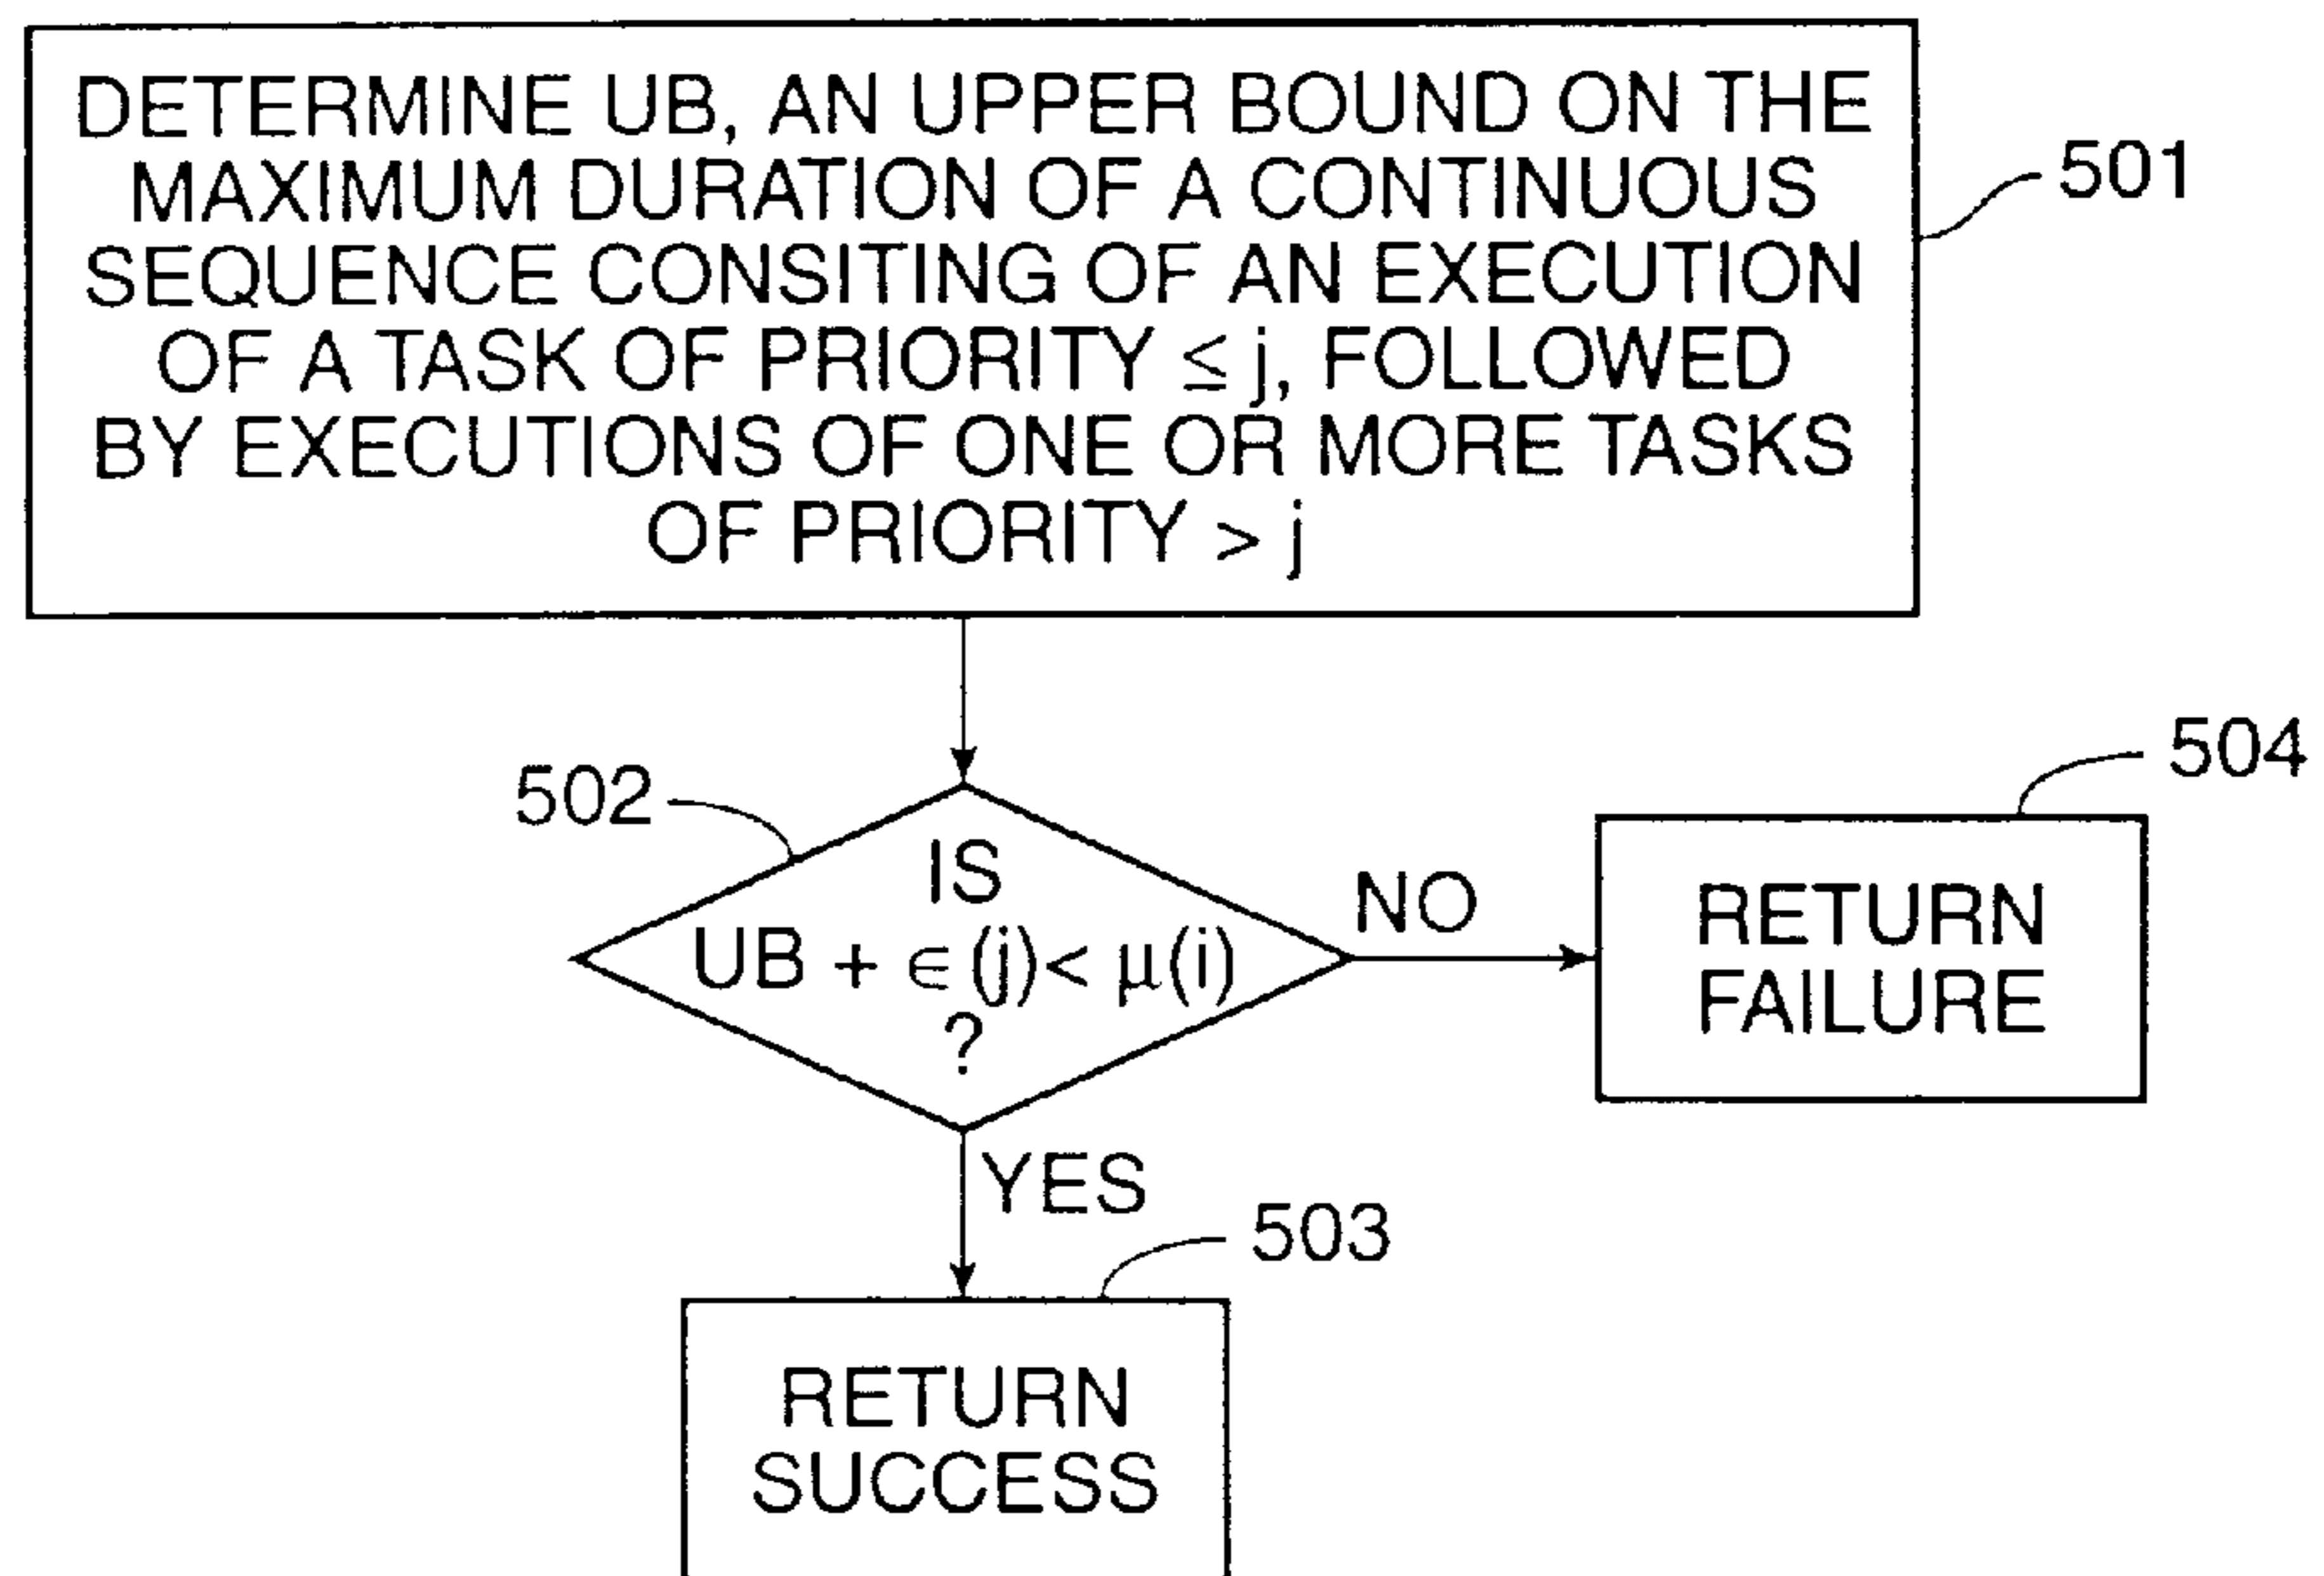 DETERMINE UB, AN UPPER BOUND ON THE
MAXIMUM DURATION OF A CONTINUOUS
SEQUENCE CONSITING OF AN EXECUTION
OF A TASK OF PRIORITY ≦ j, FOLLOWED
BY EXECUTIONS OF ONE OR MORE TASKS
OF PRIORITY > j
501
502
IS
UB + ∈ (j) < μ(i)
?
NO
504
RETURN
FAILURE
YES
503
RETURN
SUCCESS